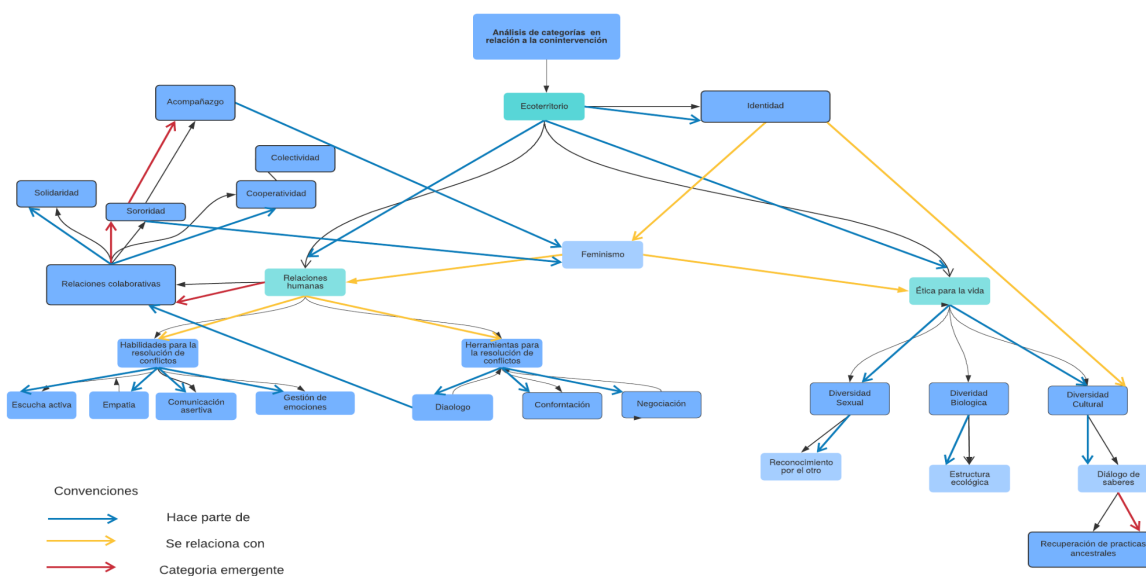 Análisis de categorías en
relación a la conintervención
Ecoterritorio
Identidad
Acompañazgo
Colectividad
Solidaridad
Cooperatividad
Sororidad
Feminismo
Relaciones colaborativas
Relaciones
humanas
Ética para la vida
Habilidades para la
resolución de
conflictos
Herramientas para
la resolución de
conflictos
Escucha activa
Empatía
Comunicación
asertiva
Gestión de
emociones
Diaologo
Conforntación
Negociación
Diversidad
Sexual
Diveridad
Biologica
Diversidad
Cultural
Reconocimiento
por el otro
Estructura
ecológica
Diálogo de
saberes
Recuperación de practicas
ancestrales
Convenciones
Hace parte de
Se relaciona con
Categoria emergente